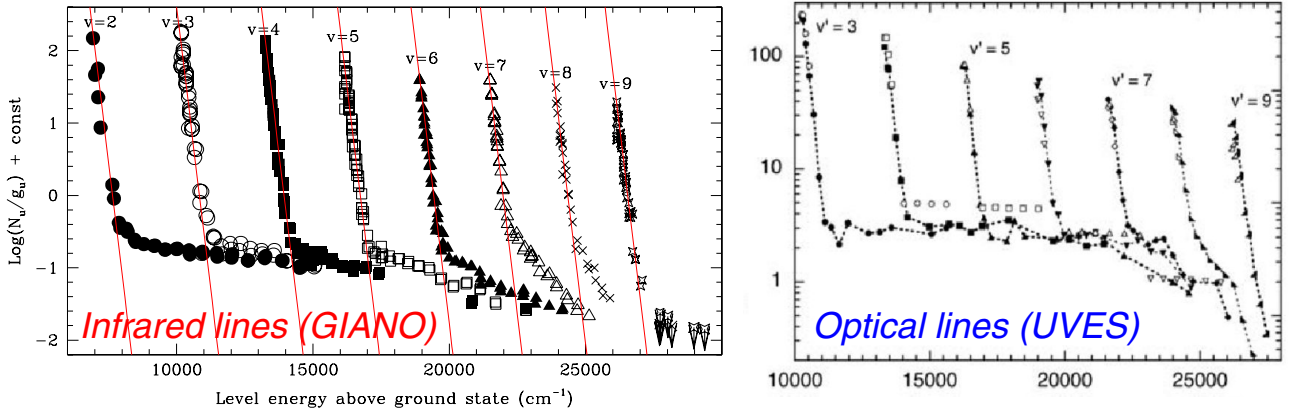 v=2 v=3 v=4 v=5 v=6 v=7 v=8 v=9
Log(Nu/gu) + const
2
1
0
-1
-2
Infrared lines (GIANO)
10000 15000 20000 25000
Level energy above ground state (cm⁻¹)
v' = 3 v' = 5 v' = 7 v' = 9
100
10
1
Optical lines (UVES)
10000 15000 20000 25000